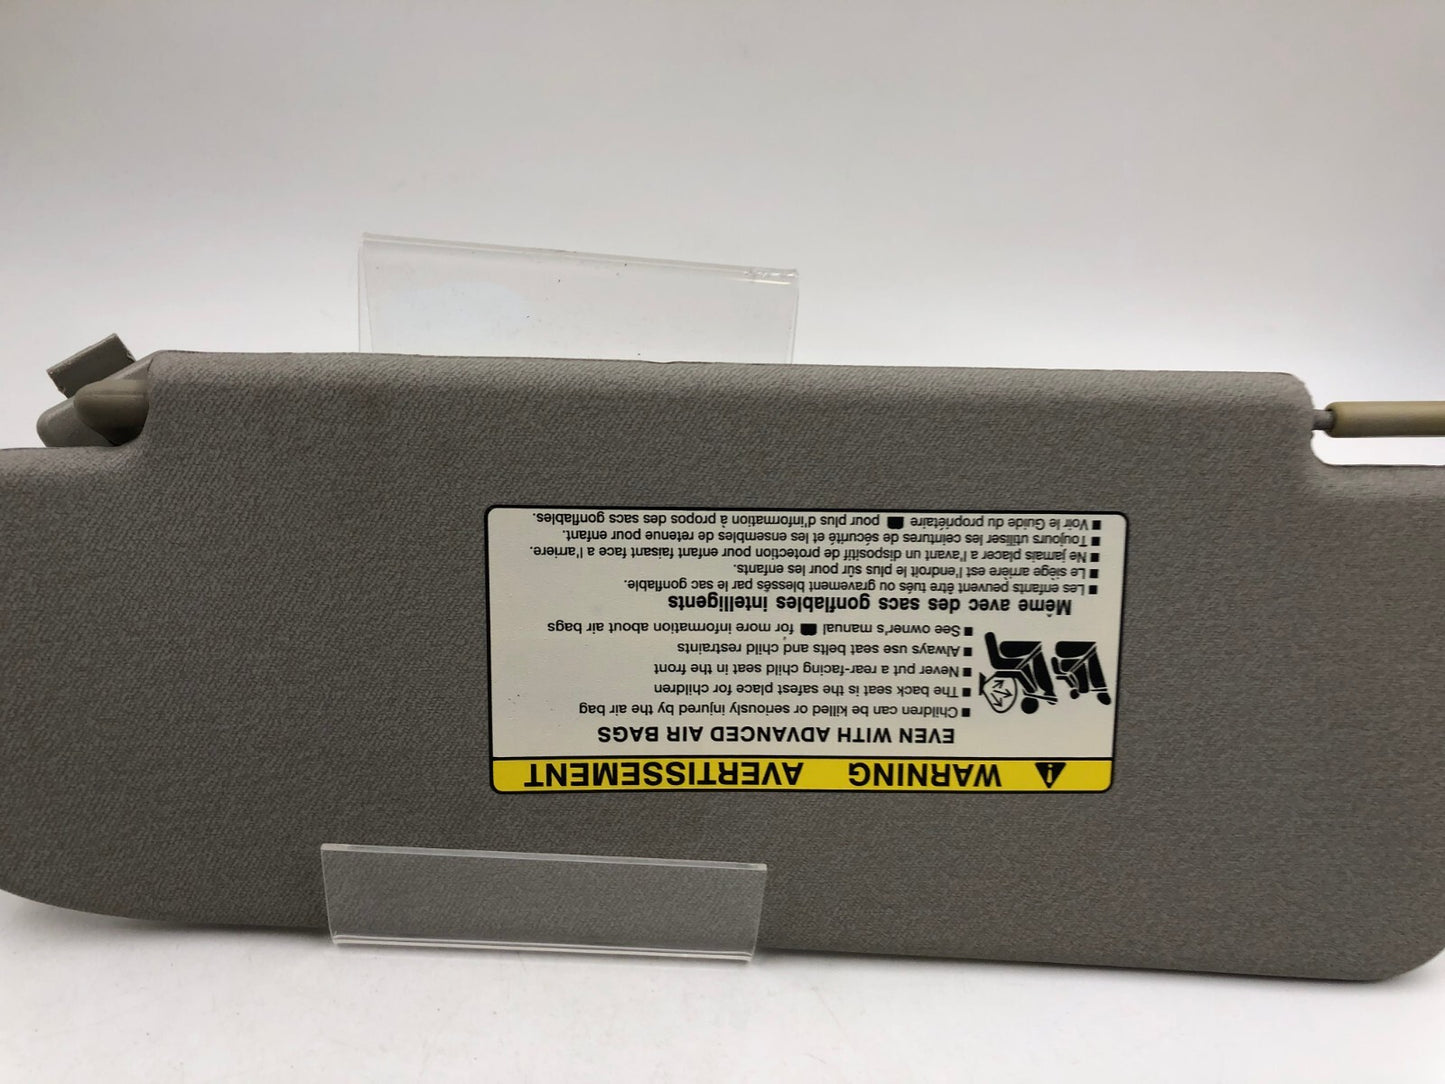 WARNING AVERTISSEMENT
EVEN WITH ADVANCED AIR BAGS
■ Children can be killed or seriously injured by the air bag
■ The back seat is the safest place for children
■ Never put a rear-facing child seat in the front
■ Always use seat belts and child restraints
■ See owner's manual for more information about air bags
Même avec des sacs gonflables intelligents
■ Les enfants peuvent être tués ou gravement blessés par le sac gonflable.
■ Le siège arrière est l'endroit le plus sûr pour les enfants.
■ Ne jamais placer a l'avant un dispositif de protection pour enfant faisant face a l'arriere.
■ Toujours utiliser les ceintures de sécurité et les ensembles de retenue pour enfant.
■ Voir le Guide du propriétaire pour plus d'information à propos des sacs gonflables.